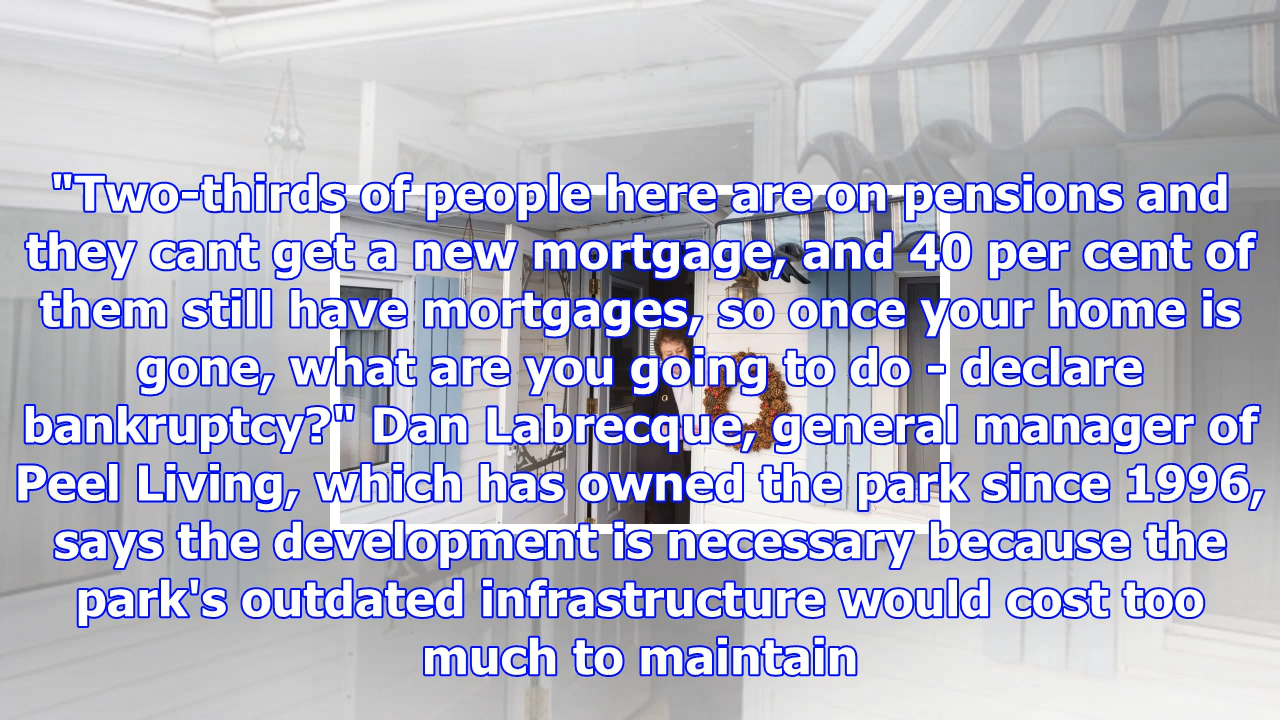 "Two-thirds of people here are on pensions and
they cant get a new mortgage, and 40 per cent of
them still have mortgages, so once your home is
gone, what are you going to do - declare
bankruptcy?" Dan Labrecque, general manager of
Peel Living, which has owned the park since 1996,
says the development is necessary because the
park's outdated infrastructure would cost too
much to maintain